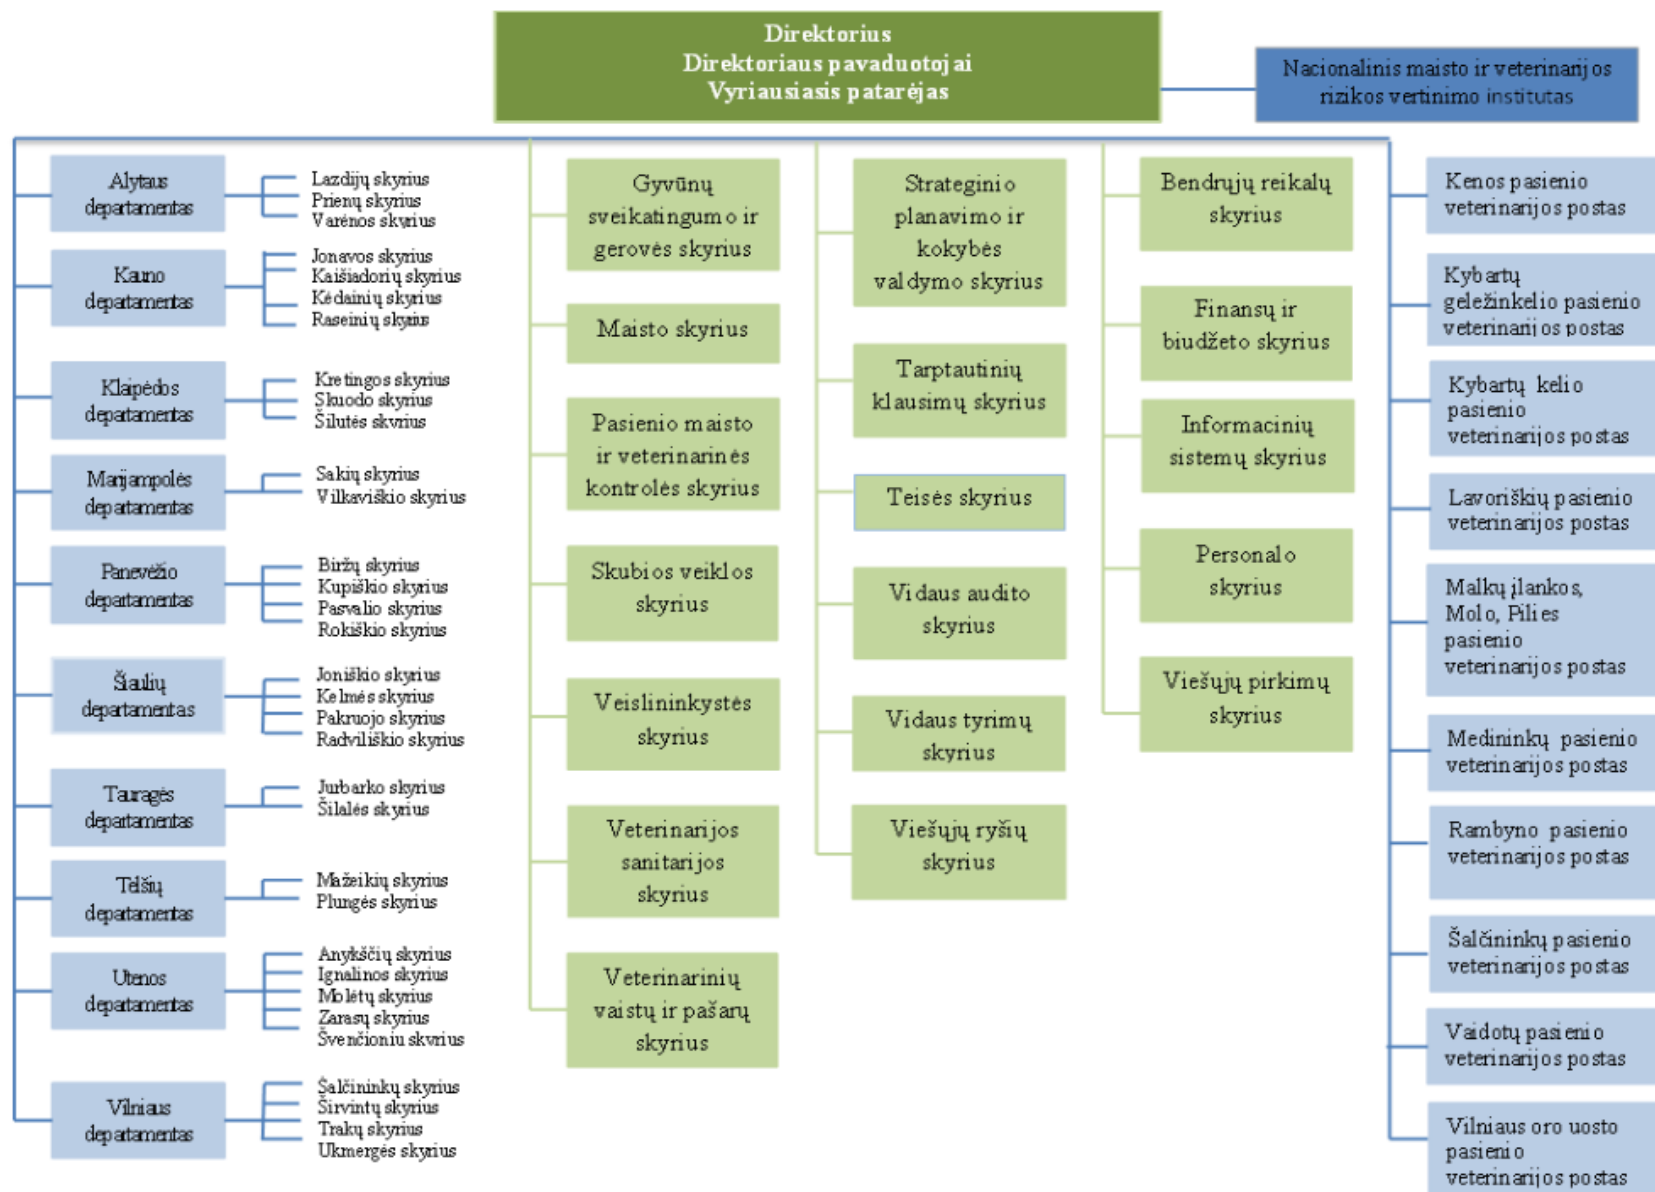 Direktorius
Direktoriaus pavaduotojai
Vyriausiasis patarėjas
Nacionalinis maisto ir veterinarijos
rizikos vertinimo institutas
Alytaus
departamentas
Lazdijų skyrius
Prienų skyrius
Varėnos skyrius
Kauno
departamentas
Jonavos skyrius
Kaišiadorių skyrius
Kėdainių skyrius
Raseinių skyrius
Klaipėdos
departamentas
Kretingos skyrius
Skuodo skyrius
Šilutės skyrius
Marijampolės
departamentas
Sakių skyrius
Vilkaviškio skyrius
Panevėžio
departamentas
Biržų skyrius
Kupiškio skyrius
Pasvalio skyrius
Rokiškio skyrius
Šiaulių
departamentas
Joniškio skyrius
Kelmės skyrius
Pakruojo skyrius
Radviliškio skyrius
Tauragės
departamentas
Jurbarko skyrius
Šilalės skyrius
Telšių
departamentas
Mažeikių skyrius
Plungės skyrius
Utenos
departamentas
Anykščių skyrius
Ignalinos skyrius
Molėtų skyrius
Zarasų skyrius
Švenčioniu skyrius
Vilniaus
departamentas
Šalčininkų skyrius
Širvintų skyrius
Trakų skyrius
Ukmergės skyrius
Gyvūnų
sveikatingumo ir
gerovės skyrius
Maisto skyrius
Pasienio maisto
ir veterinarinės
kontrolės skyrius
Skubios veiklos
skyrius
Veislininkystės
skyrius
Veterinarijos
sanitarijos
skyrius
Veterinarinių
vaistų ir pašarų
skyrius
Strateginio
planavimo ir
kokybės
valdymo skyrius
Tarptautinių
klausimų skyrius
Teisės skyrius
Vidaus audito
skyrius
Vidaus tyrimų
skyrius
Viešųjų ryšių
skyrius
Bendrųjų reikalų
skyrius
Finansų ir
biudžeto skyrius
Informacinių
sistemų skyrius
Personalo
skyrius
Viešųjų pirkimų
skyrius
Kenos pasienio
veterinarijos postas
Kybartų
geležinkelio pasienio
veterinarijos postas
Kybartų kelio
pasienio
veterinarijos postas
Lavoriškių pasienio
veterinarijos postas
Malkų įlankos,
Molo, Pilies
pasienio
veterinarijos postas
Medininkų pasienio
veterinarijos postas
Rambyno pasienio
veterinarijos postas
Šalčininkų pasienio
veterinarijos postas
Vaidotų pasienio
veterinarijos postas
Vilniaus oro uosto
pasienio
veterinarijos postas